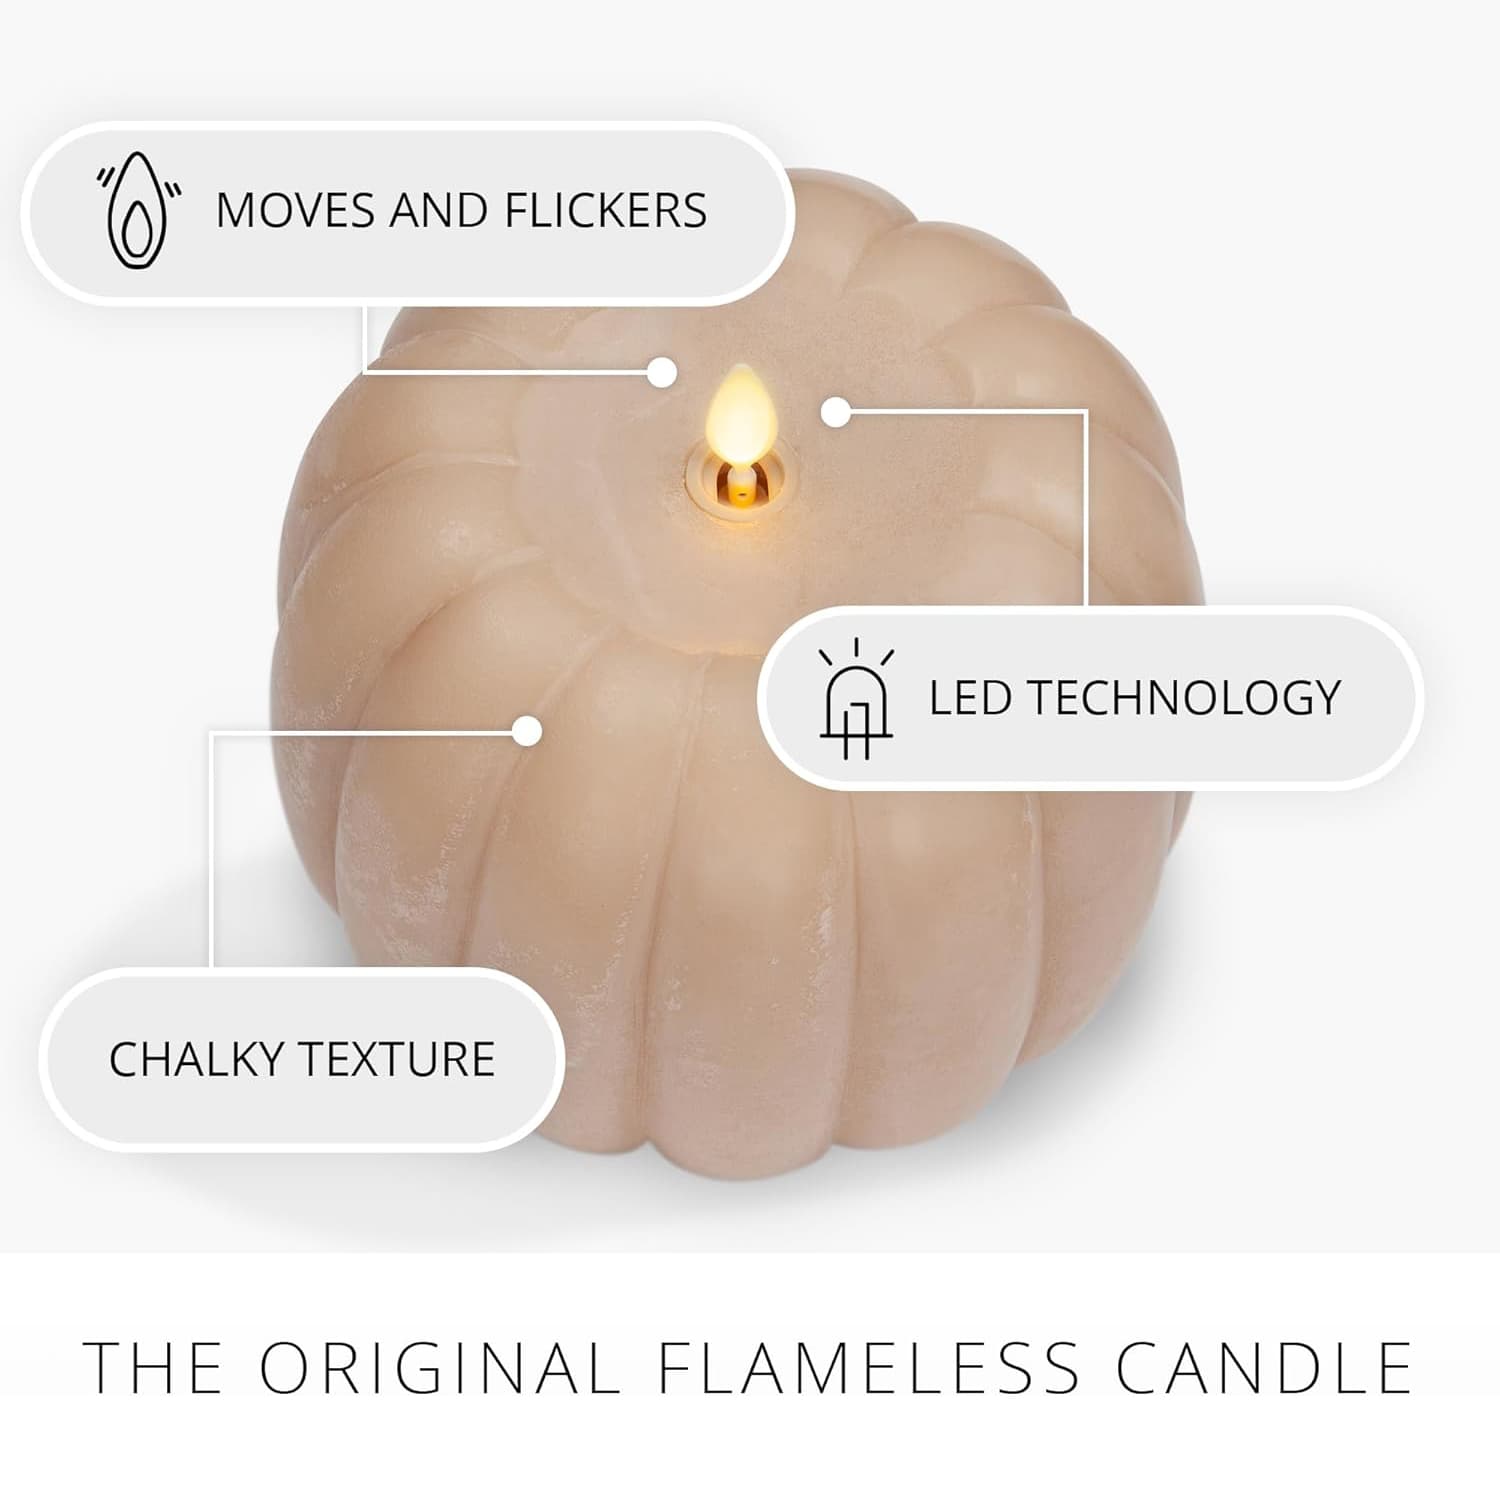 MOVES AND FLICKERS
LED TECHNOLOGY
CHALKY TEXTURE
THE ORIGINAL FLAMELESS CANDLE